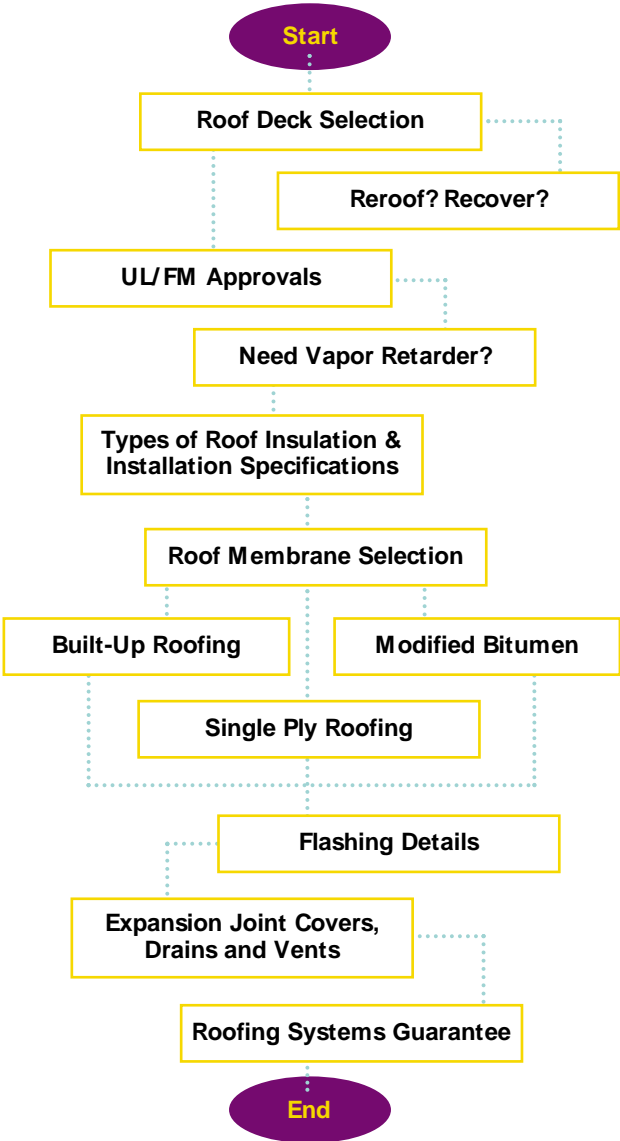 Start
Roof Deck Selection
Reroof? Recover?
UL/FM Approvals
Need Vapor Retarder?
Types of Roof Insulation &
Installation Specifications
Roof Membrane Selection
Built-Up Roofing
Modified Bitumen
Single Ply Roofing
Flashing Details
Expansion Joint Covers,
Drains and Vents
Roofing Systems Guarantee
End